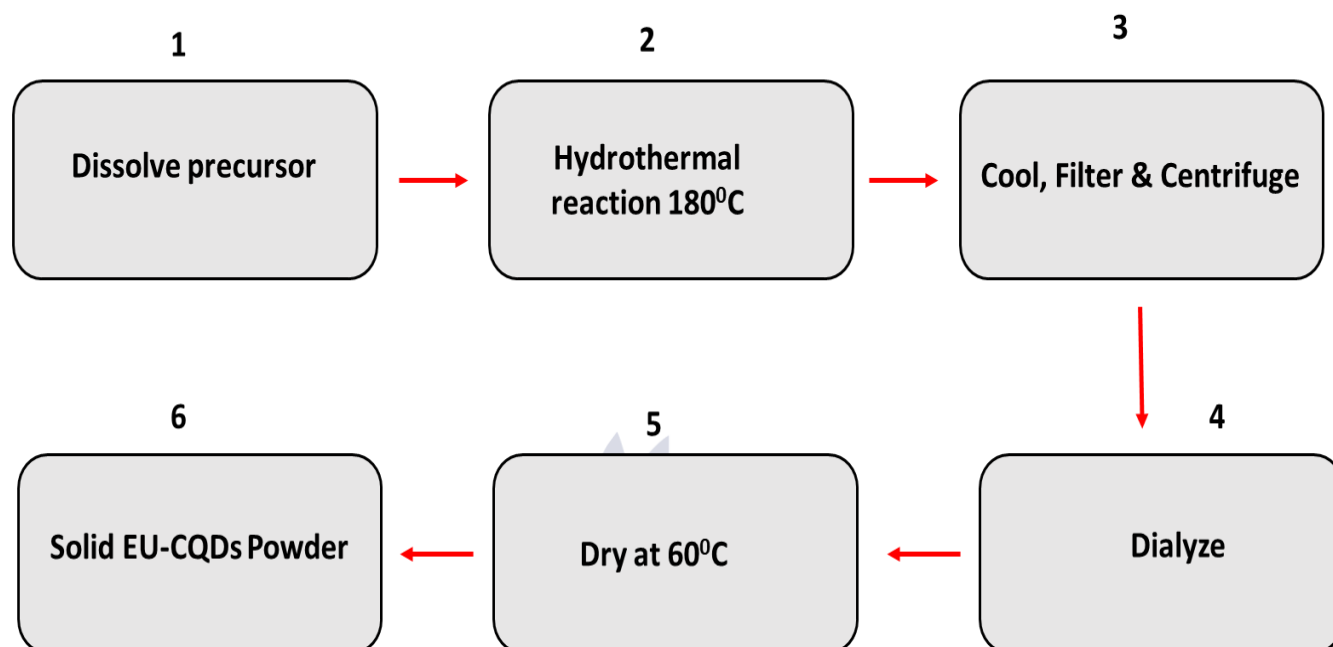 1
2
3
Dissolve precursor
Hydrothermal
reaction 180⁰C
Cool, Filter & Centrifuge
4
5
6
Dialyze
Dry at 60⁰C
Solid EU-CQDs Powder